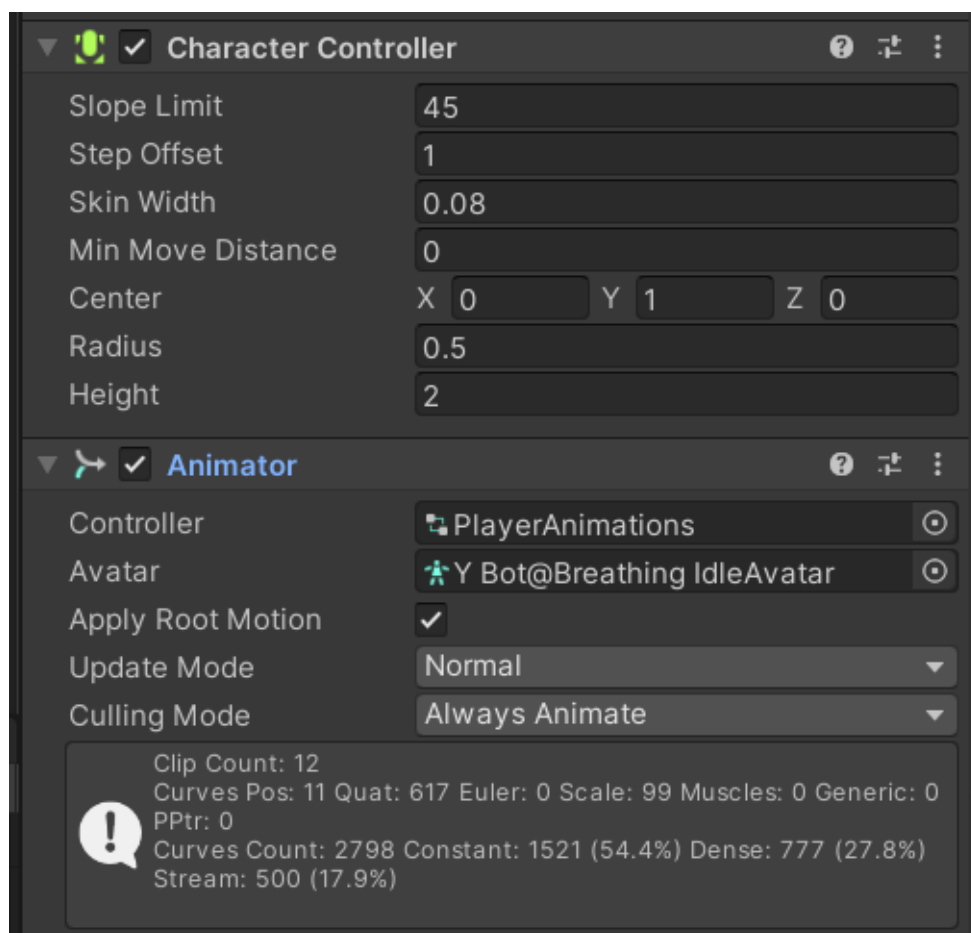 Character Controller
Slope Limit 45
Step Offset 1
Skin Width 0.08
Min Move Distance 0
Center X 0 Y 1 Z 0
Radius 0.5
Height 2
Animator
Controller PlayerAnimations
Avatar Y Bot@Breathing IdleAvatar
Apply Root Motion
Update Mode Normal
Culling Mode Always Animate
Clip Count: 12
Curves Pos: 11 Quat: 617 Euler: 0 Scale: 99 Muscles: 0 Generic: 0
PPtr: 0
Curves Count: 2798 Constant: 1521 (54.4%) Dense: 777 (27.8%)
Stream: 500 (17.9%)